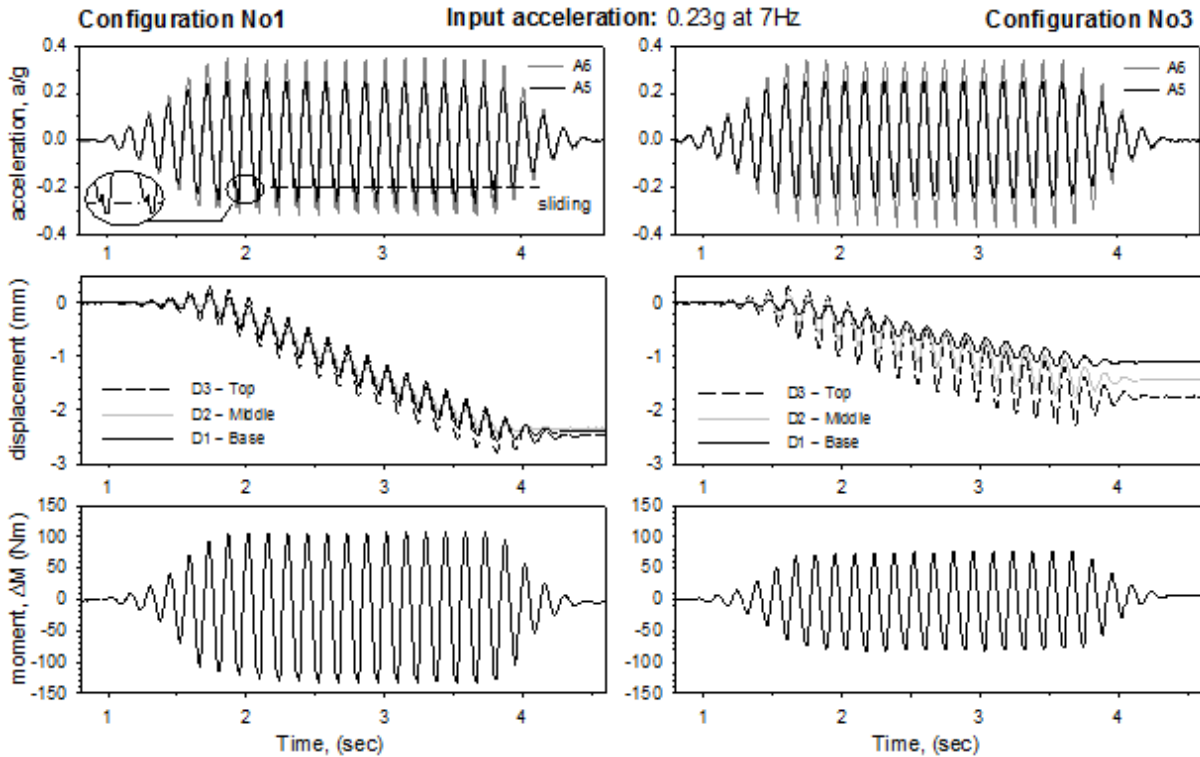 Configuration No1
Input acceleration: 0.23g at 7Hz
Configuration No3
acceleration, a/g
0.4
0.2
0.0
-0.2
-0.4
A6
A5
sliding
1
2
3
4
0.4
0.2
0.0
-0.2
-0.4
A6
A5
1
2
3
4
displacement (mm)
0
-1
-2
-3
D3 – Top
D2 – Middle
D1 – Base
1
2
3
4
0
-1
-2
-3
D3 – Top
D2 – Middle
D1 – Base
1
2
3
4
moment, ΔM (Nm)
150
100
50
0
-50
-100
-150
1
2
3
4
Time, (sec)
150
100
50
0
-50
-100
-150
1
2
3
4
Time, (sec)